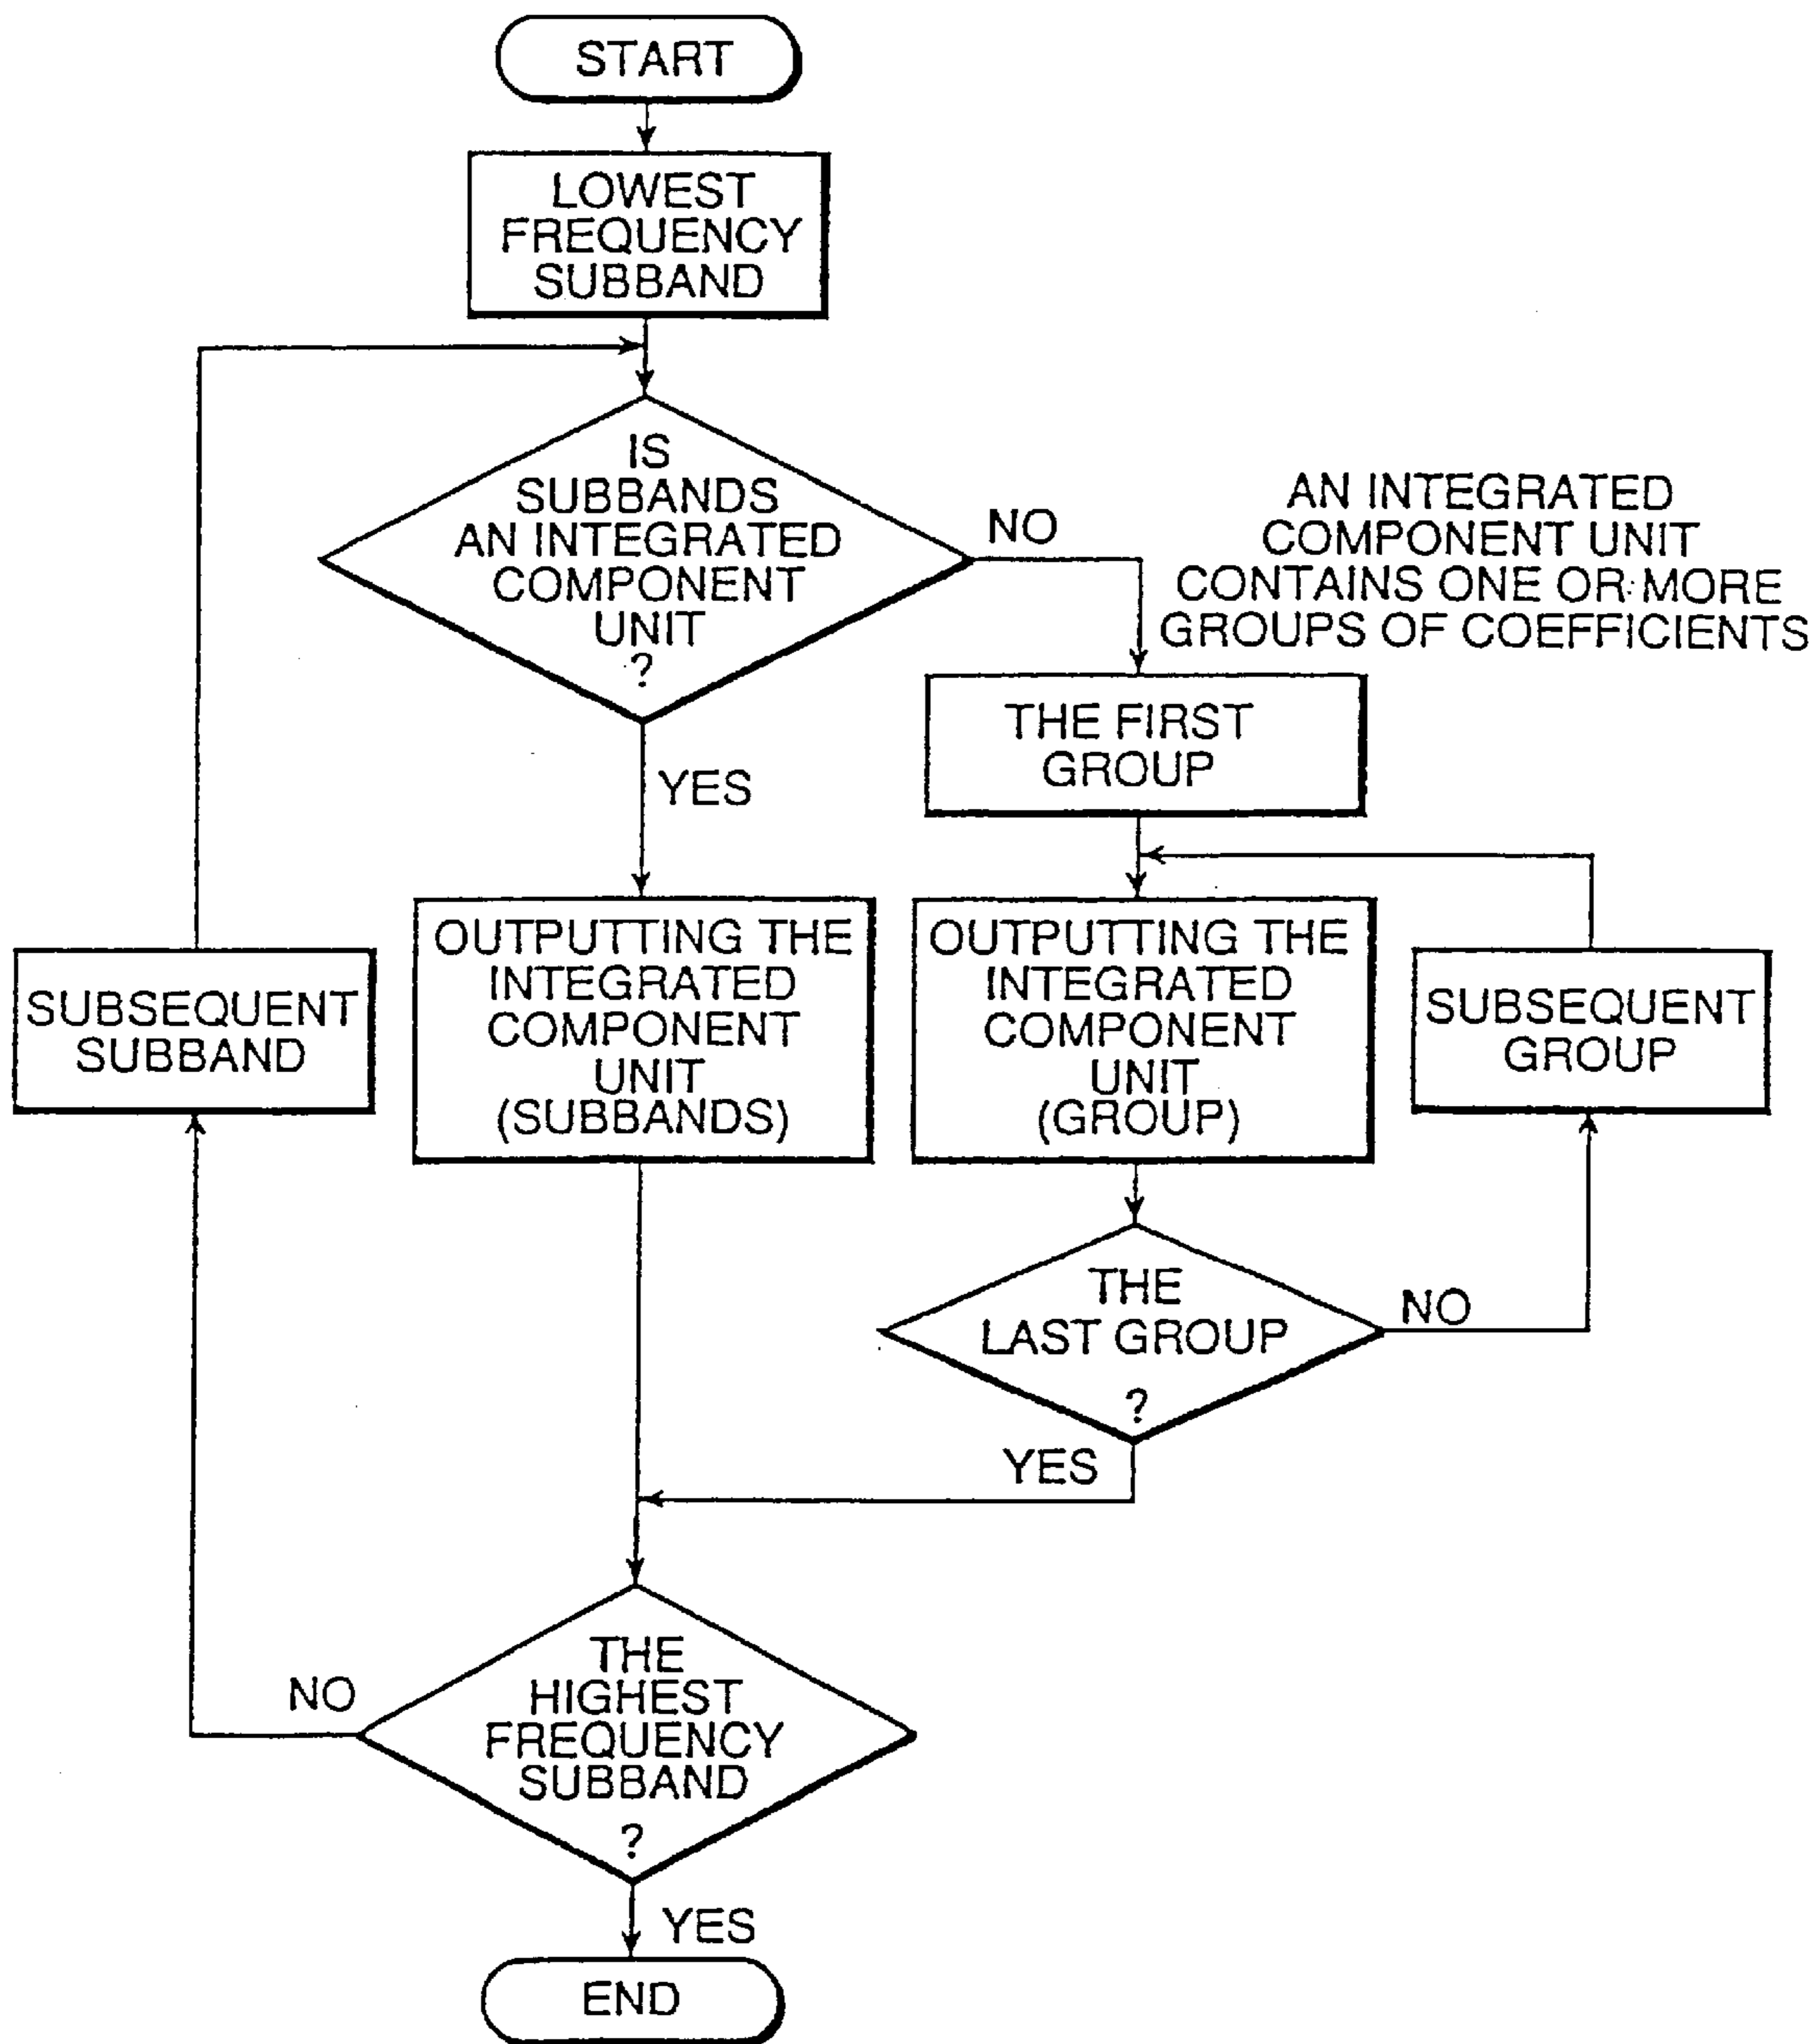 START
LOWEST
FREQUENCY
SUBBAND
IS
SUBBANDS
AN INTEGRATED
COMPONENT
UNIT
?
NO
AN INTEGRATED
COMPONENT UNIT
CONTAINS ONE OR MORE
GROUPS OF COEFFICIENTS
YES
THE FIRST
GROUP
SUBSEQUENT
SUBBAND
OUTPUTTING THE
INTEGRATED
COMPONENT
UNIT
(SUBBANDS)
OUTPUTTING THE
INTEGRATED
COMPONENT
UNIT
(GROUP)
SUBSEQUENT
GROUP
THE
LAST GROUP
?
NO
YES
THE
HIGHEST
FREQUENCY
SUBBAND
?
NO
YES
END